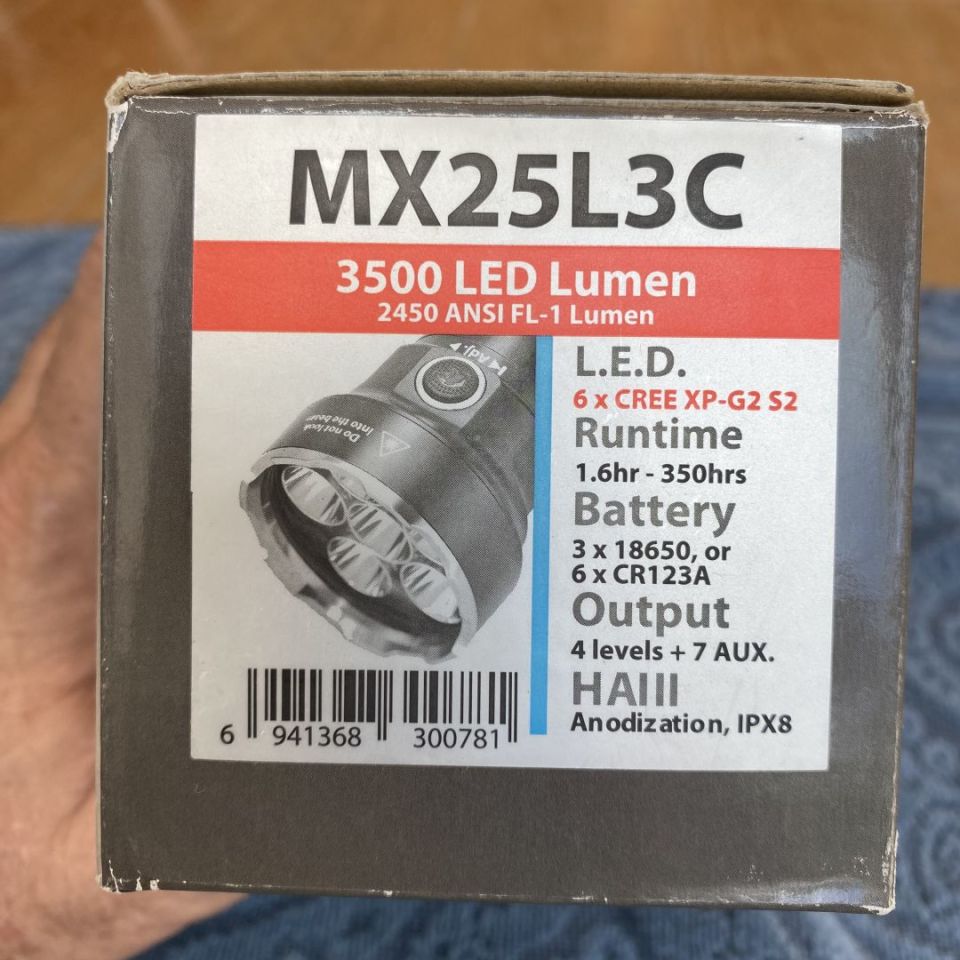 MX25L3C
3500 LED Lumen
2450 ANSI FL-1 Lumen
Adj.
Do not look
into the beam
L.E.D.
6 x CREE XP-G2 S2
Runtime
1.6hr - 350hrs
Battery
3 x 18650, or
6 x CR123A
Output
4 levels + 7 AUX.
HAIII
Anodization, IPX8
6 941368 300781